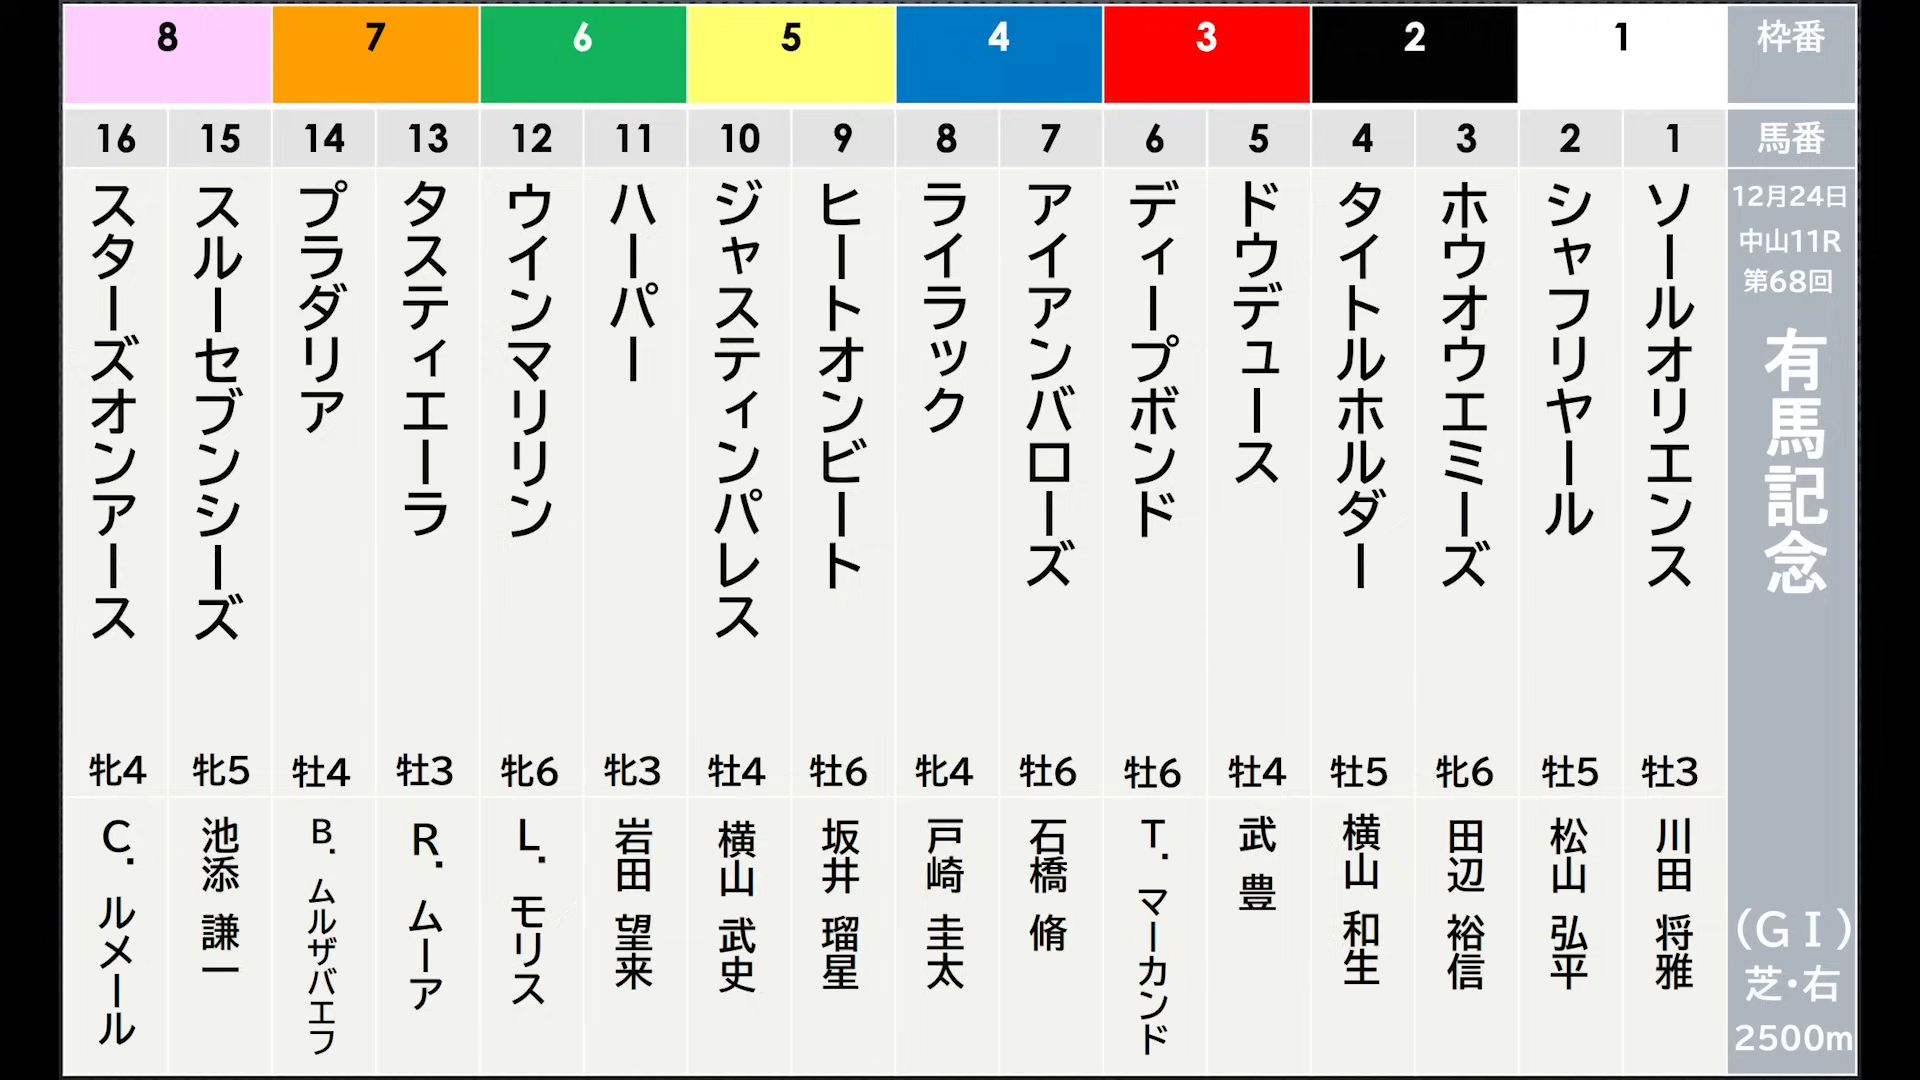 枠番
1
2
3
4
5
6
7
8
馬番
1
2
3
4
5
6
7
8
9
10
11
12
13
14
15
16
12月24日
中山11R
第68回
有馬記念
(GⅠ)
芝・右
2500m
ソールオリエンス
牡3
川田 将雅
シャフリヤール
牡5
松山 弘平
ホウオウエミーズ
牝6
田辺 裕信
タイトルホルダー
牡5
横山 和生
ドウデュース
牡4
武 豊
ディープボンド
牡6
T. マーカンド
アイアンバローズ
牡6
石橋 脩
ライラック
牝4
戸崎 圭太
ヒートオンビート
牡6
坂井 瑠星
ジャスティンパレス
牡4
横山 武史
ハーパー
牝3
岩田 望来
ウインマリリン
牝6
L. モリス
タスティエーラ
牡3
R. ムーア
プラダリア
牡4
B. ムルザバエフ
スルーセブンシーズ
牝5
池添 謙一
スターズオンアース
牝4
C. ルメール